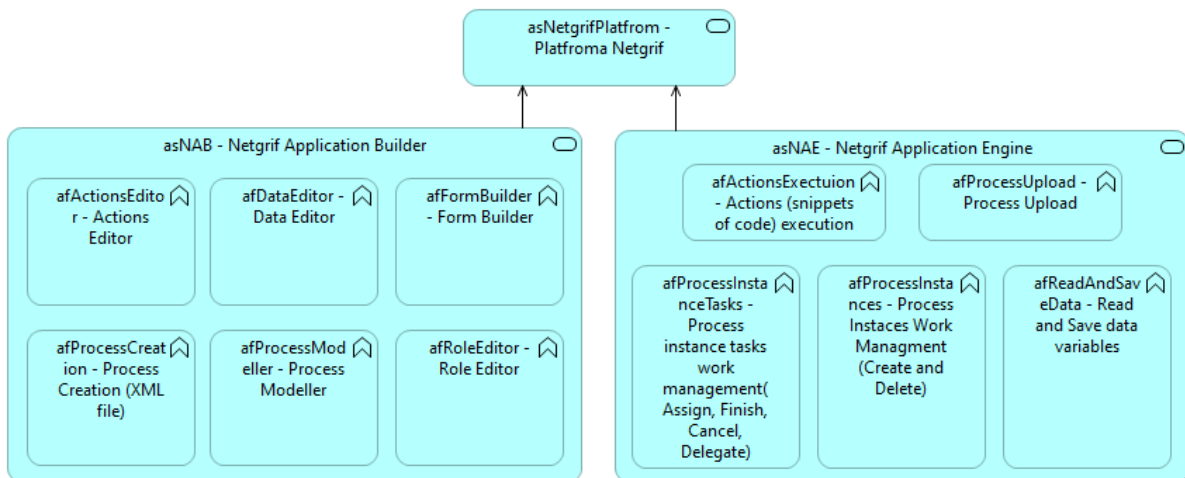 asNetgrifPlatfrom -
Platfroma Netgrif
asNAB - Netgrif Application Builder
afActionsEdito
r - Actions
Editor
afDataEditor -
Data Editor
afFormBuilder
- Form Builder
afProcessCreat
ion - Process
Creation (XML
file)
afProcessMod
eller - Process
Modeller
afRoleEditor -
Role Editor
asNAE - Netgrif Application Engine
afActionsExectuion
- Actions (snippets
of code) execution
afProcessUpload -
Process Upload
afProcessInsta
nceTasks -
Process
instance tasks
work
management(
Assign, Finish,
Cancel,
Delegate)
afProcessInsta
nces - Process
Instaces Work
Managment
(Create and
Delete)
afReadAndSav
eData - Read
and Save data
variables